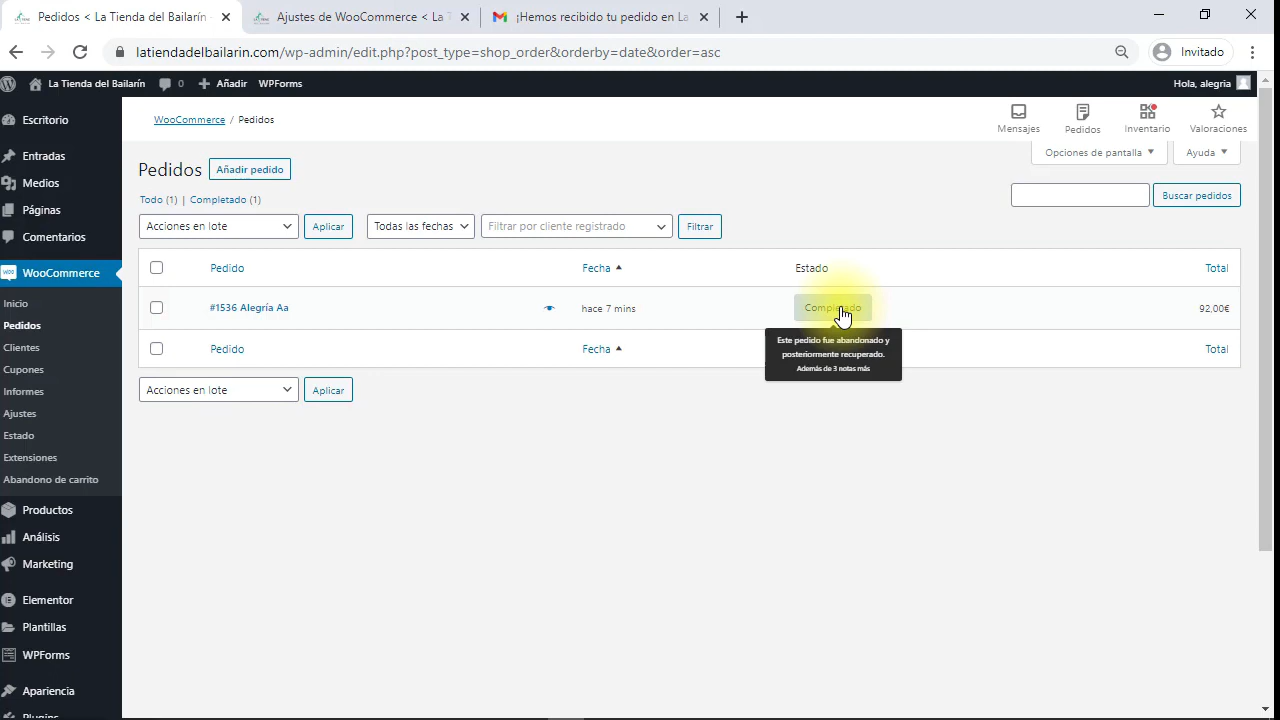 Pedidos < La Tienda del Bailarín
Ajustes de WooCommerce < La T
¡Hemos recibido tu pedido en La
latiendadelbailarin.com/wp-admin/edit.php?post_type=shop_order&orderby=date&order=asc
Invitado
La Tienda del Bailarín
0
Añadir
WPForms
Hola, alegria
Escritorio
Entradas
Medios
Páginas
Comentarios
WooCommerce
Inicio
Pedidos
Clientes
Cupones
Informes
Ajustes
Estado
Extensiones
Abandono de carrito
Productos
Análisis
Marketing
Elementor
Plantillas
WPForms
Apariencia
Plugins
WooCommerce / Pedidos
Mensajes
Pedidos
Inventario
Valoraciones
Opciones de pantalla
Ayuda
Pedidos
Añadir pedido
Todo (1) | Completado (1)
Buscar pedidos
Acciones en lote
Aplicar
Todas las fechas
Filtrar por cliente registrado
Filtrar
Pedido Fecha Estado Total
#1536 Alegría Aa hace 7 mins Completado 92,00€
Este pedido fue abandonado y
posteriormente recuperado.
Además de 3 notas más
Pedido Fecha Total
Acciones en lote
Aplicar